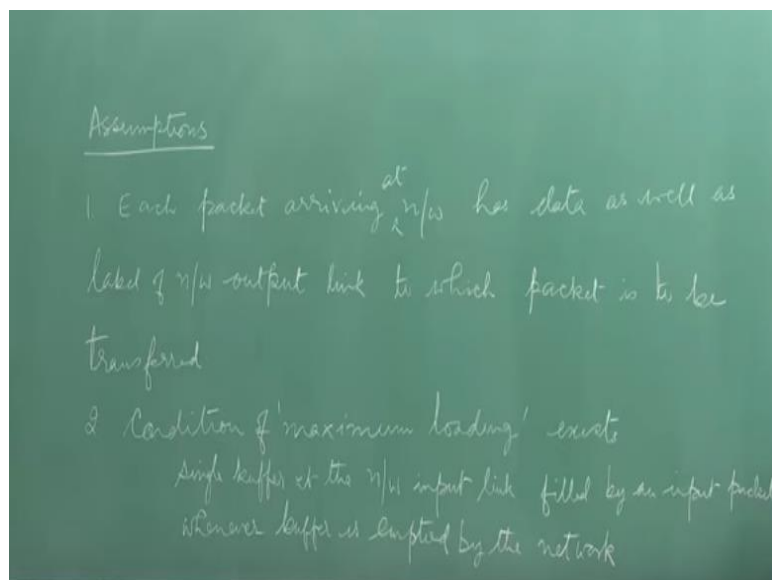 Assumptions
1 Each packet arriving at n/w has data as well as
label of n/w output link to which packet is to be
transferred
2 Condition of 'maximum loading' exists
single buffer at the n/w input link filled by an input packet
whenever buffer is emptied by the network